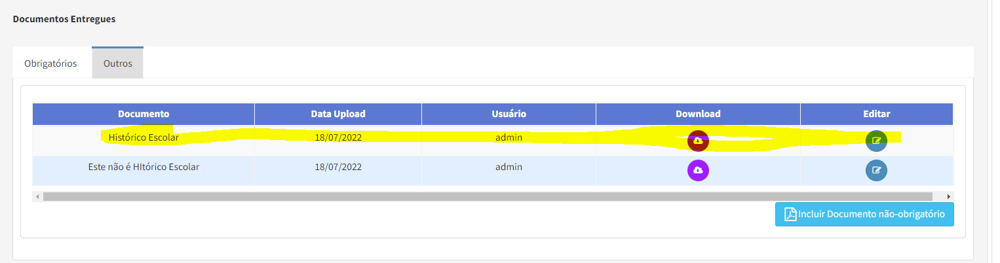 Documentos Entregues
Obrigatórios Outros
Documento Data Upload Usuário Download Editar
Histórico Escolar 18/07/2022 admin
Este não é HItórico Escolar 18/07/2022 admin
Incluir Documento não-obrigatório